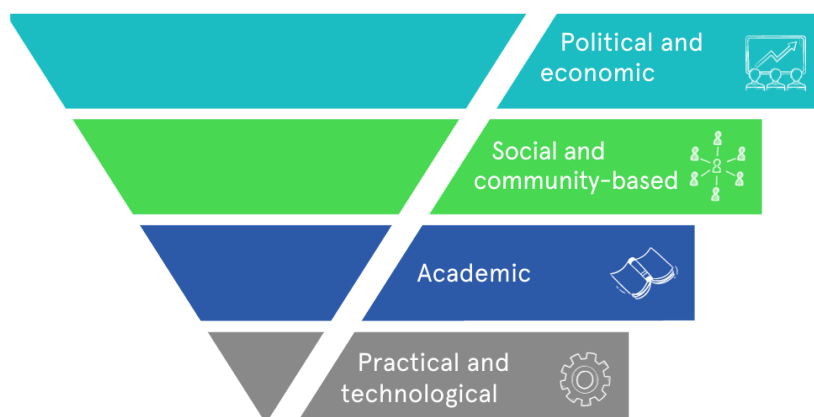 Political and
economic
Social and
community-based
Academic
Practical and
technological